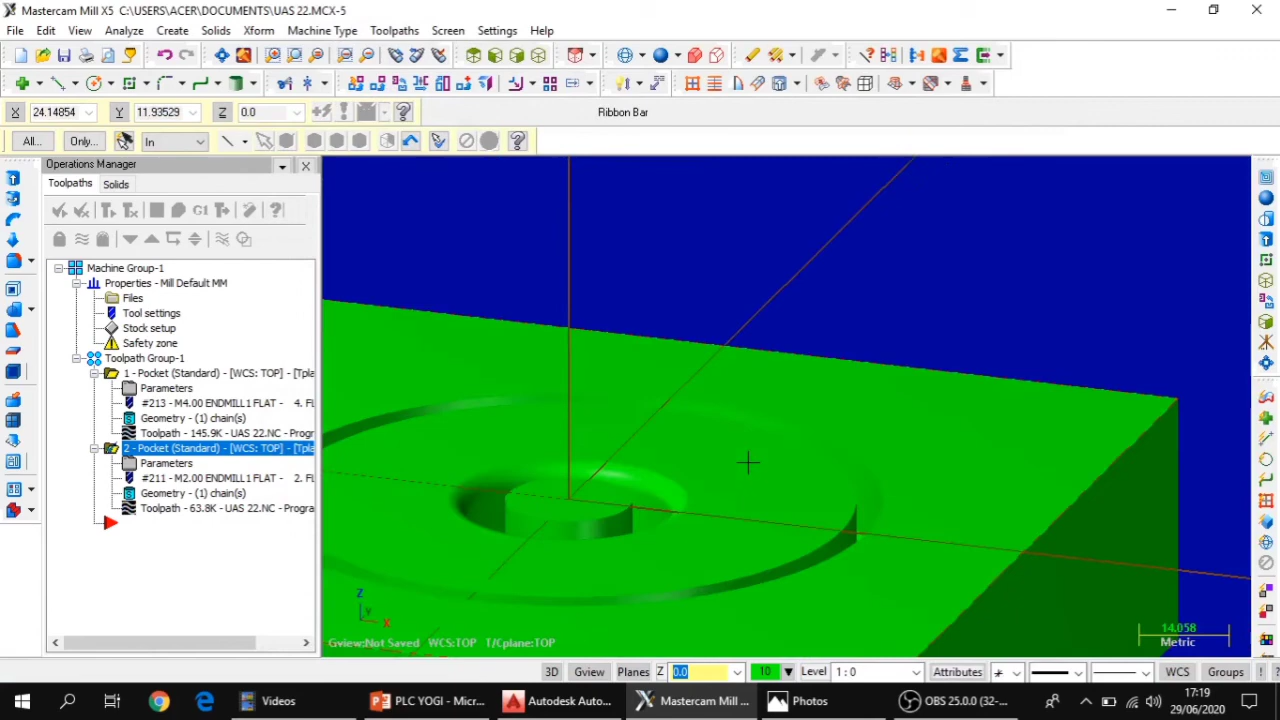 Mastercam Mill X5 C:\USERS\ACER\DOCUMENTS\UAS 22.MCX-5
File Edit View Analyze Create Solids Xform Machine Type Toolpaths Screen Settings Help
X 24.14854 Y 11.93529 Z 0.0 Ribbon Bar
All... Only... In
Operations Manager
Toolpaths Solids
G1
Machine Group-1
Properties - Mill Default MM
Files
Tool settings
Stock setup
Safety zone
Toolpath Group-1
1 - Pocket (Standard) - [WCS: TOP] - [Tpla
Parameters
#213 - M4.00 ENDMILL1 FLAT - 4. FL
Geometry - (1) chain(s)
Toolpath - 145.9K - UAS 22.NC - Progr
2 - Pocket (Standard) - [WCS: TOP] - [Tpla
Parameters
#211 - M2.00 ENDMILL1 FLAT - 2. FL
Geometry - (1) chain(s)
Toolpath - 63.8K - UAS 22.NC - Progra
Z
Y
X
Gview:Not Saved WCS:TOP T/Cplane:TOP
14.058
Metric
3D Gview Planes Z 0.0 10 Level 1 : 0 Attributes WCS Groups ! ?
Videos PLC YOGI - Micr... Autodesk Auto... Mastercam Mill ... Photos OBS 25.0.0 (32-... 17:19
29/06/2020